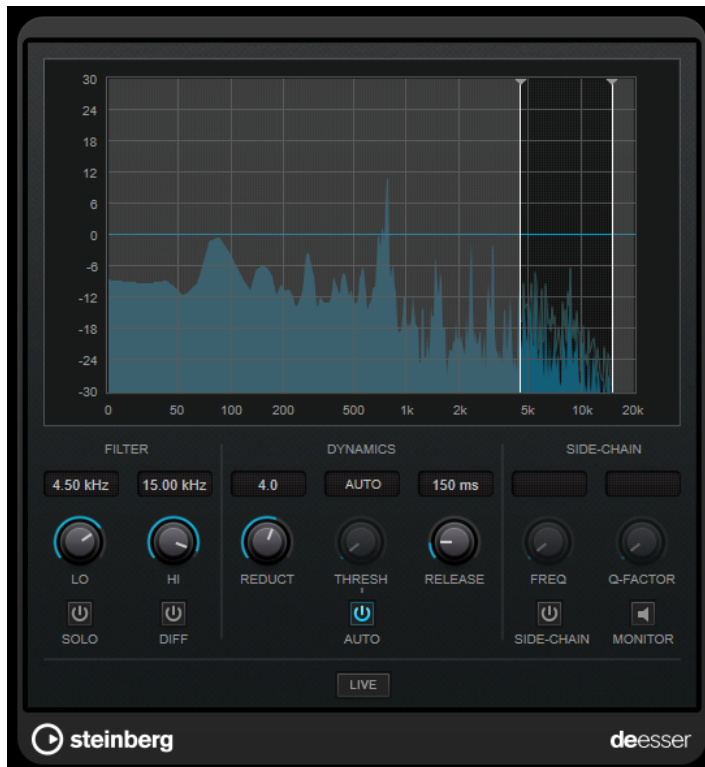 30
24
18
12
6
0
-6
-12
-18
-24
-30
0 50 100 200 500 1k 2k 5k 10k 20k
FILTER DYNAMICS SIDE-CHAIN
4.50 kHz 15.00 kHz 4.0 AUTO 150 ms
LO HI REDUCT THRESH RELEASE FREQ Q-FACTOR
SOLO DIFF AUTO SIDE-CHAIN MONITOR
LIVE
steinberg deesser